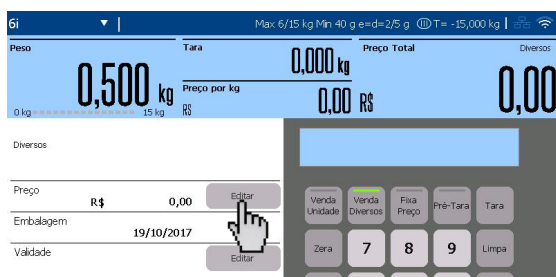 6i Max 6/15 kg Min 40 g e=d=2/5 g Ⓘ T= -15,000 kg
Peso Tara Preço Total Diversos
0,500 kg 0,000 kg 0,00
Preço por kg
R$ 0,00 R$
0 kg 15 kg
Diversos
Preço R$ 0,00 Editar
Embalagem 19/10/2017
Validade Editar
Venda Unidade Venda Diversos Fixa Preço Pré-Tara Tara
Zera 7 8 9 Limpa